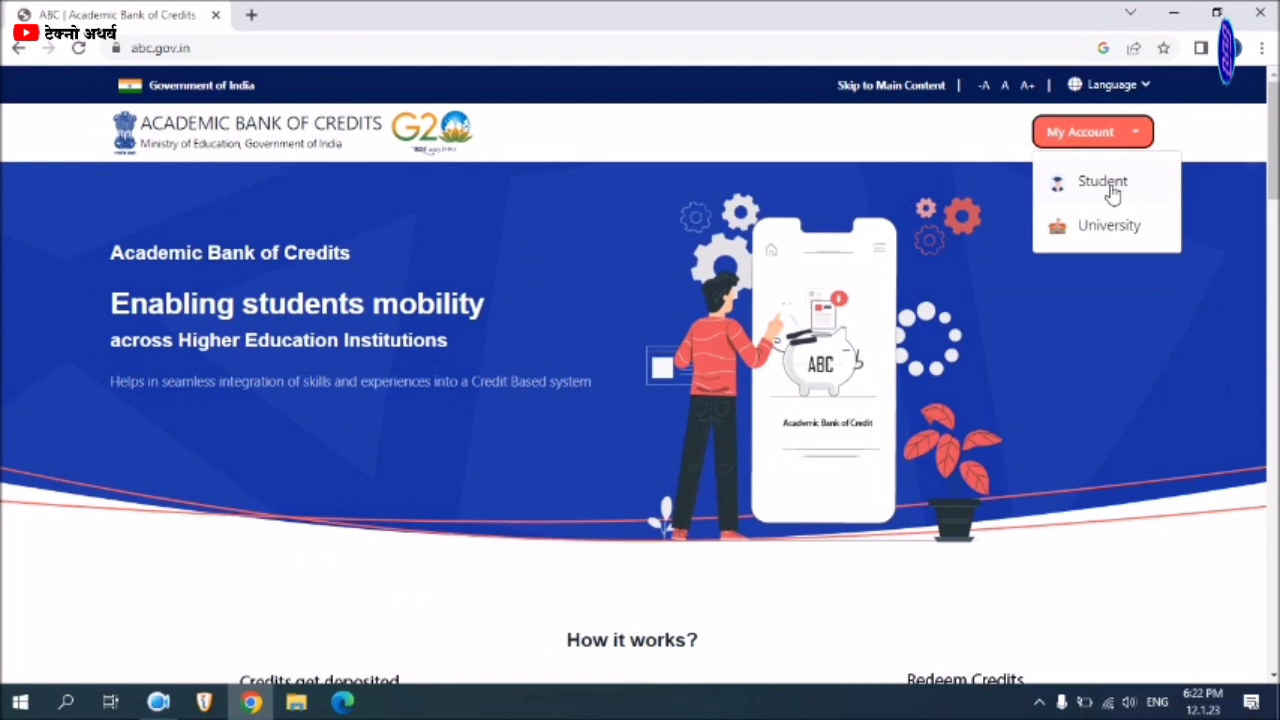 ABC | Academic Bank of Credits
टेक्नो अथर्व
abc.gov.in
Government of India
Skip to Main Content | -A A A+ | Language
ACADEMIC BANK OF CREDITS G20
Ministry of Education, Government of India
My Account
Student
University
Academic Bank of Credits
Enabling students mobility
across Higher Education Institutions
Helps in seamless integration of skills and experiences into a Credit Based system
ABC
Academic Bank of Credit
How it works?
Credits get deposited
Redeem Credits
ENG
6:22 PM
12.1.23